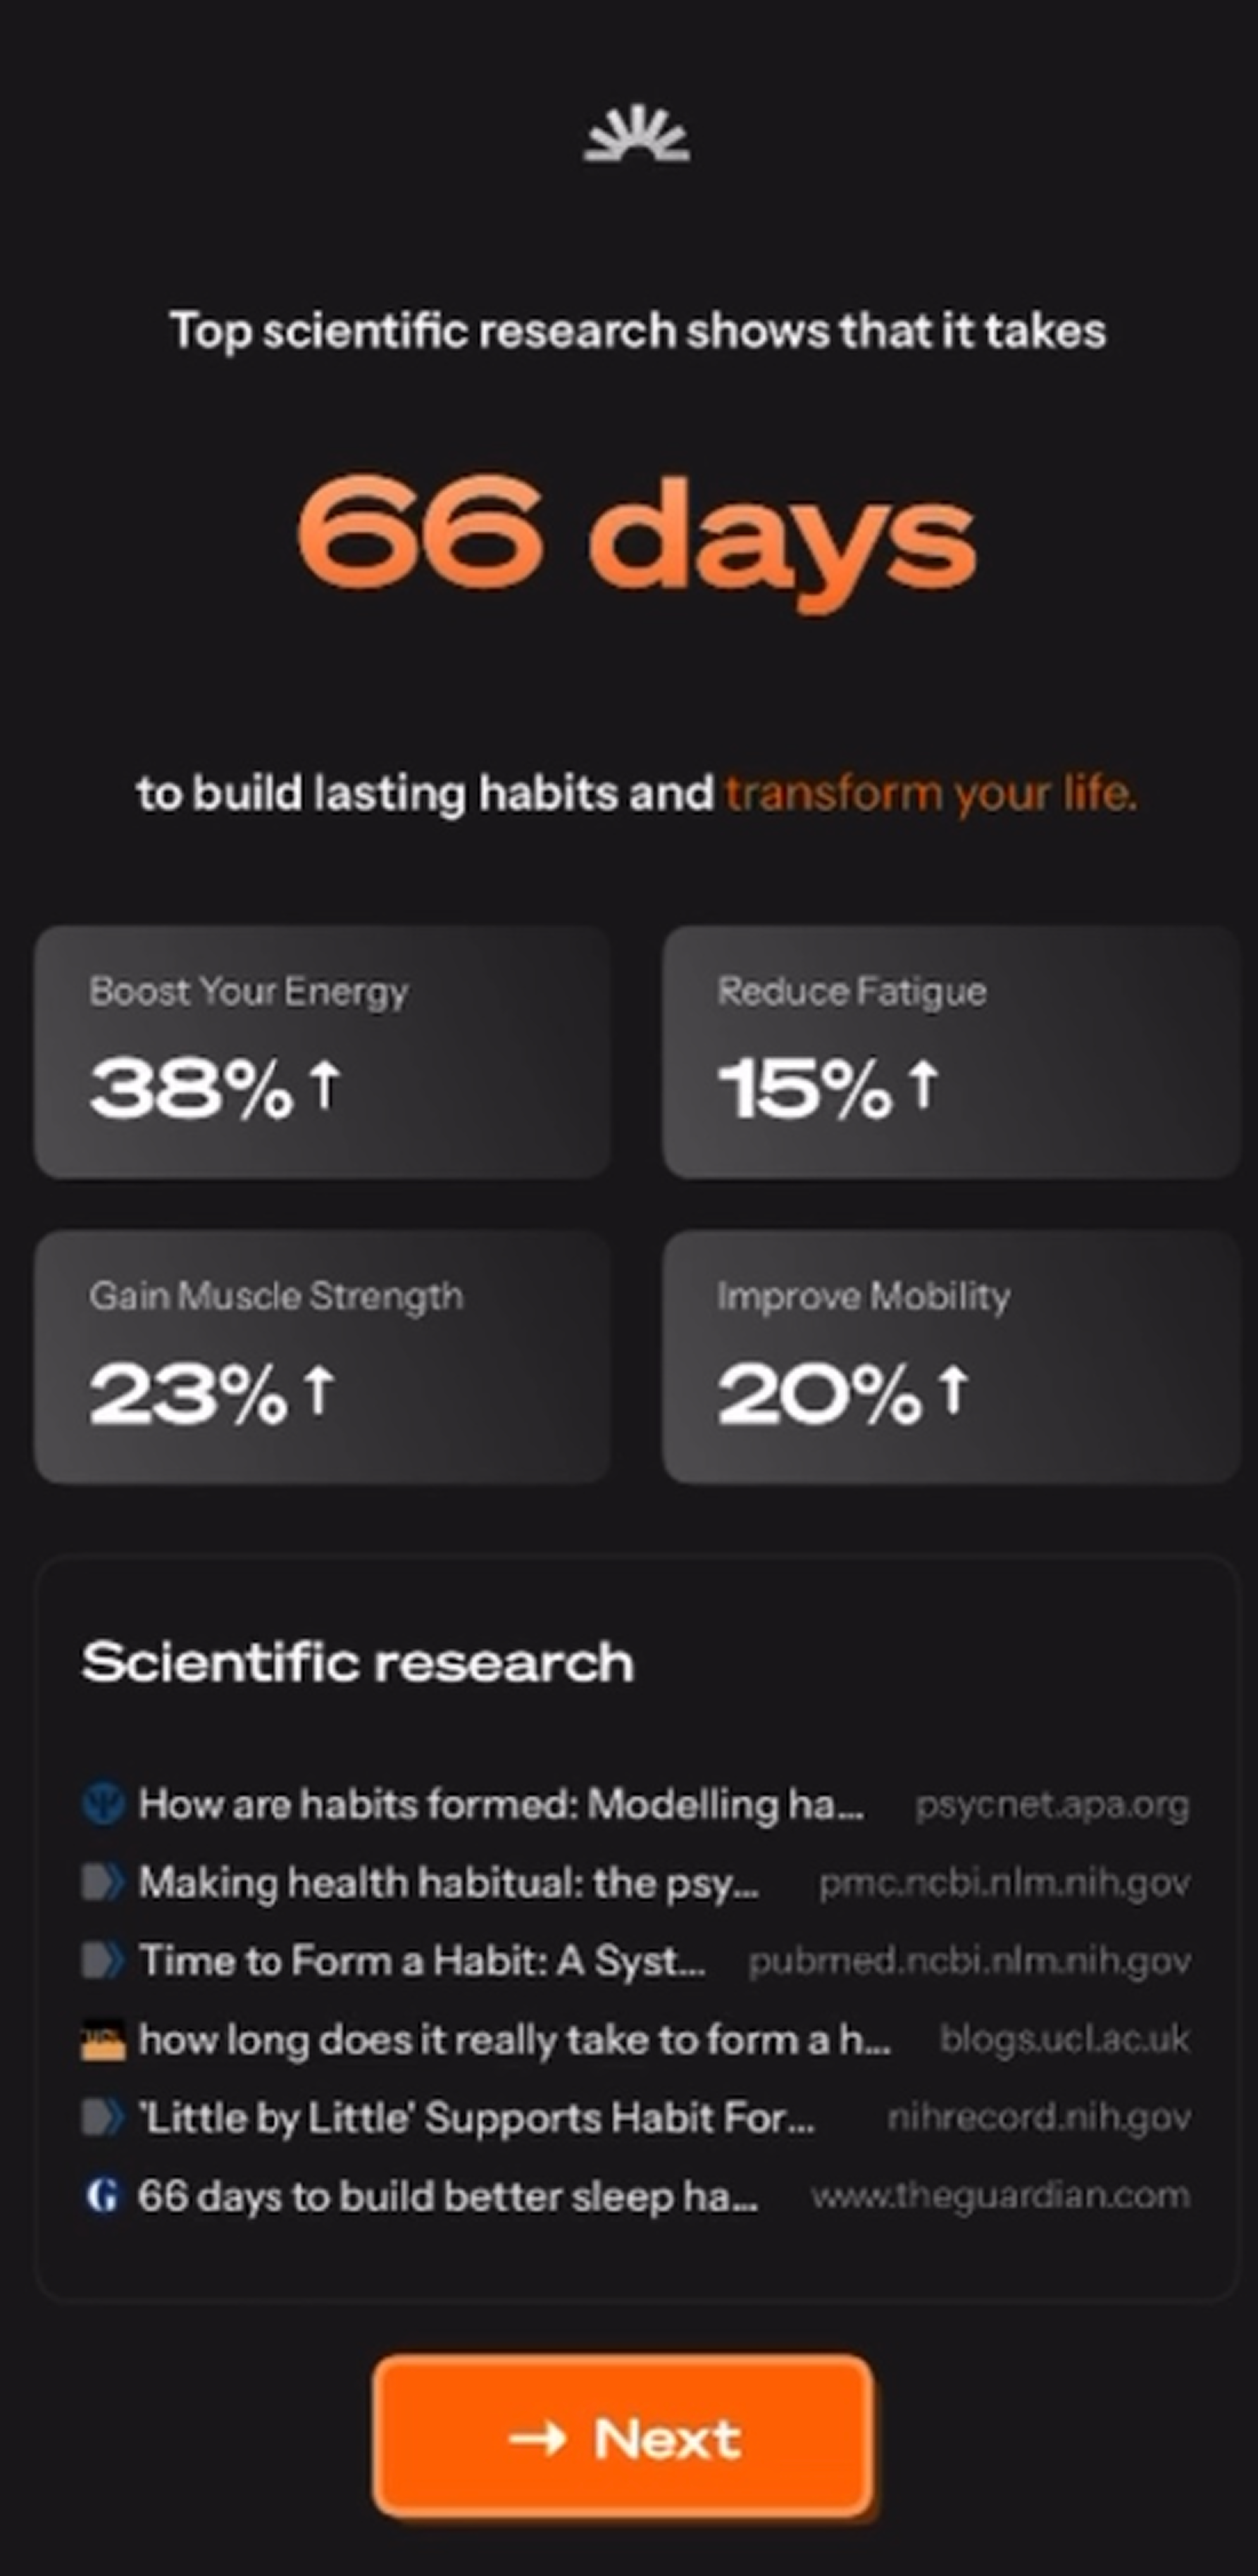 Top scientific research shows that it takes
66 days
to build lasting habits and transform your life.
Boost Your Energy
38% ↑
Reduce Fatigue
15% ↑
Gain Muscle Strength
23% ↑
Improve Mobility
20% ↑
Scientific research
How are habits formed: Modelling ha... psycnet.apa.org
Making health habitual: the psy... pmc.ncbi.nlm.nih.gov
Time to Form a Habit: A Syst... pubmed.ncbi.nlm.nih.gov
how long does it really take to form a h... blogs.ucl.ac.uk
'Little by Little' Supports Habit For... nihrecord.nih.gov
66 days to build better sleep ha... www.theguardian.com
→ Next